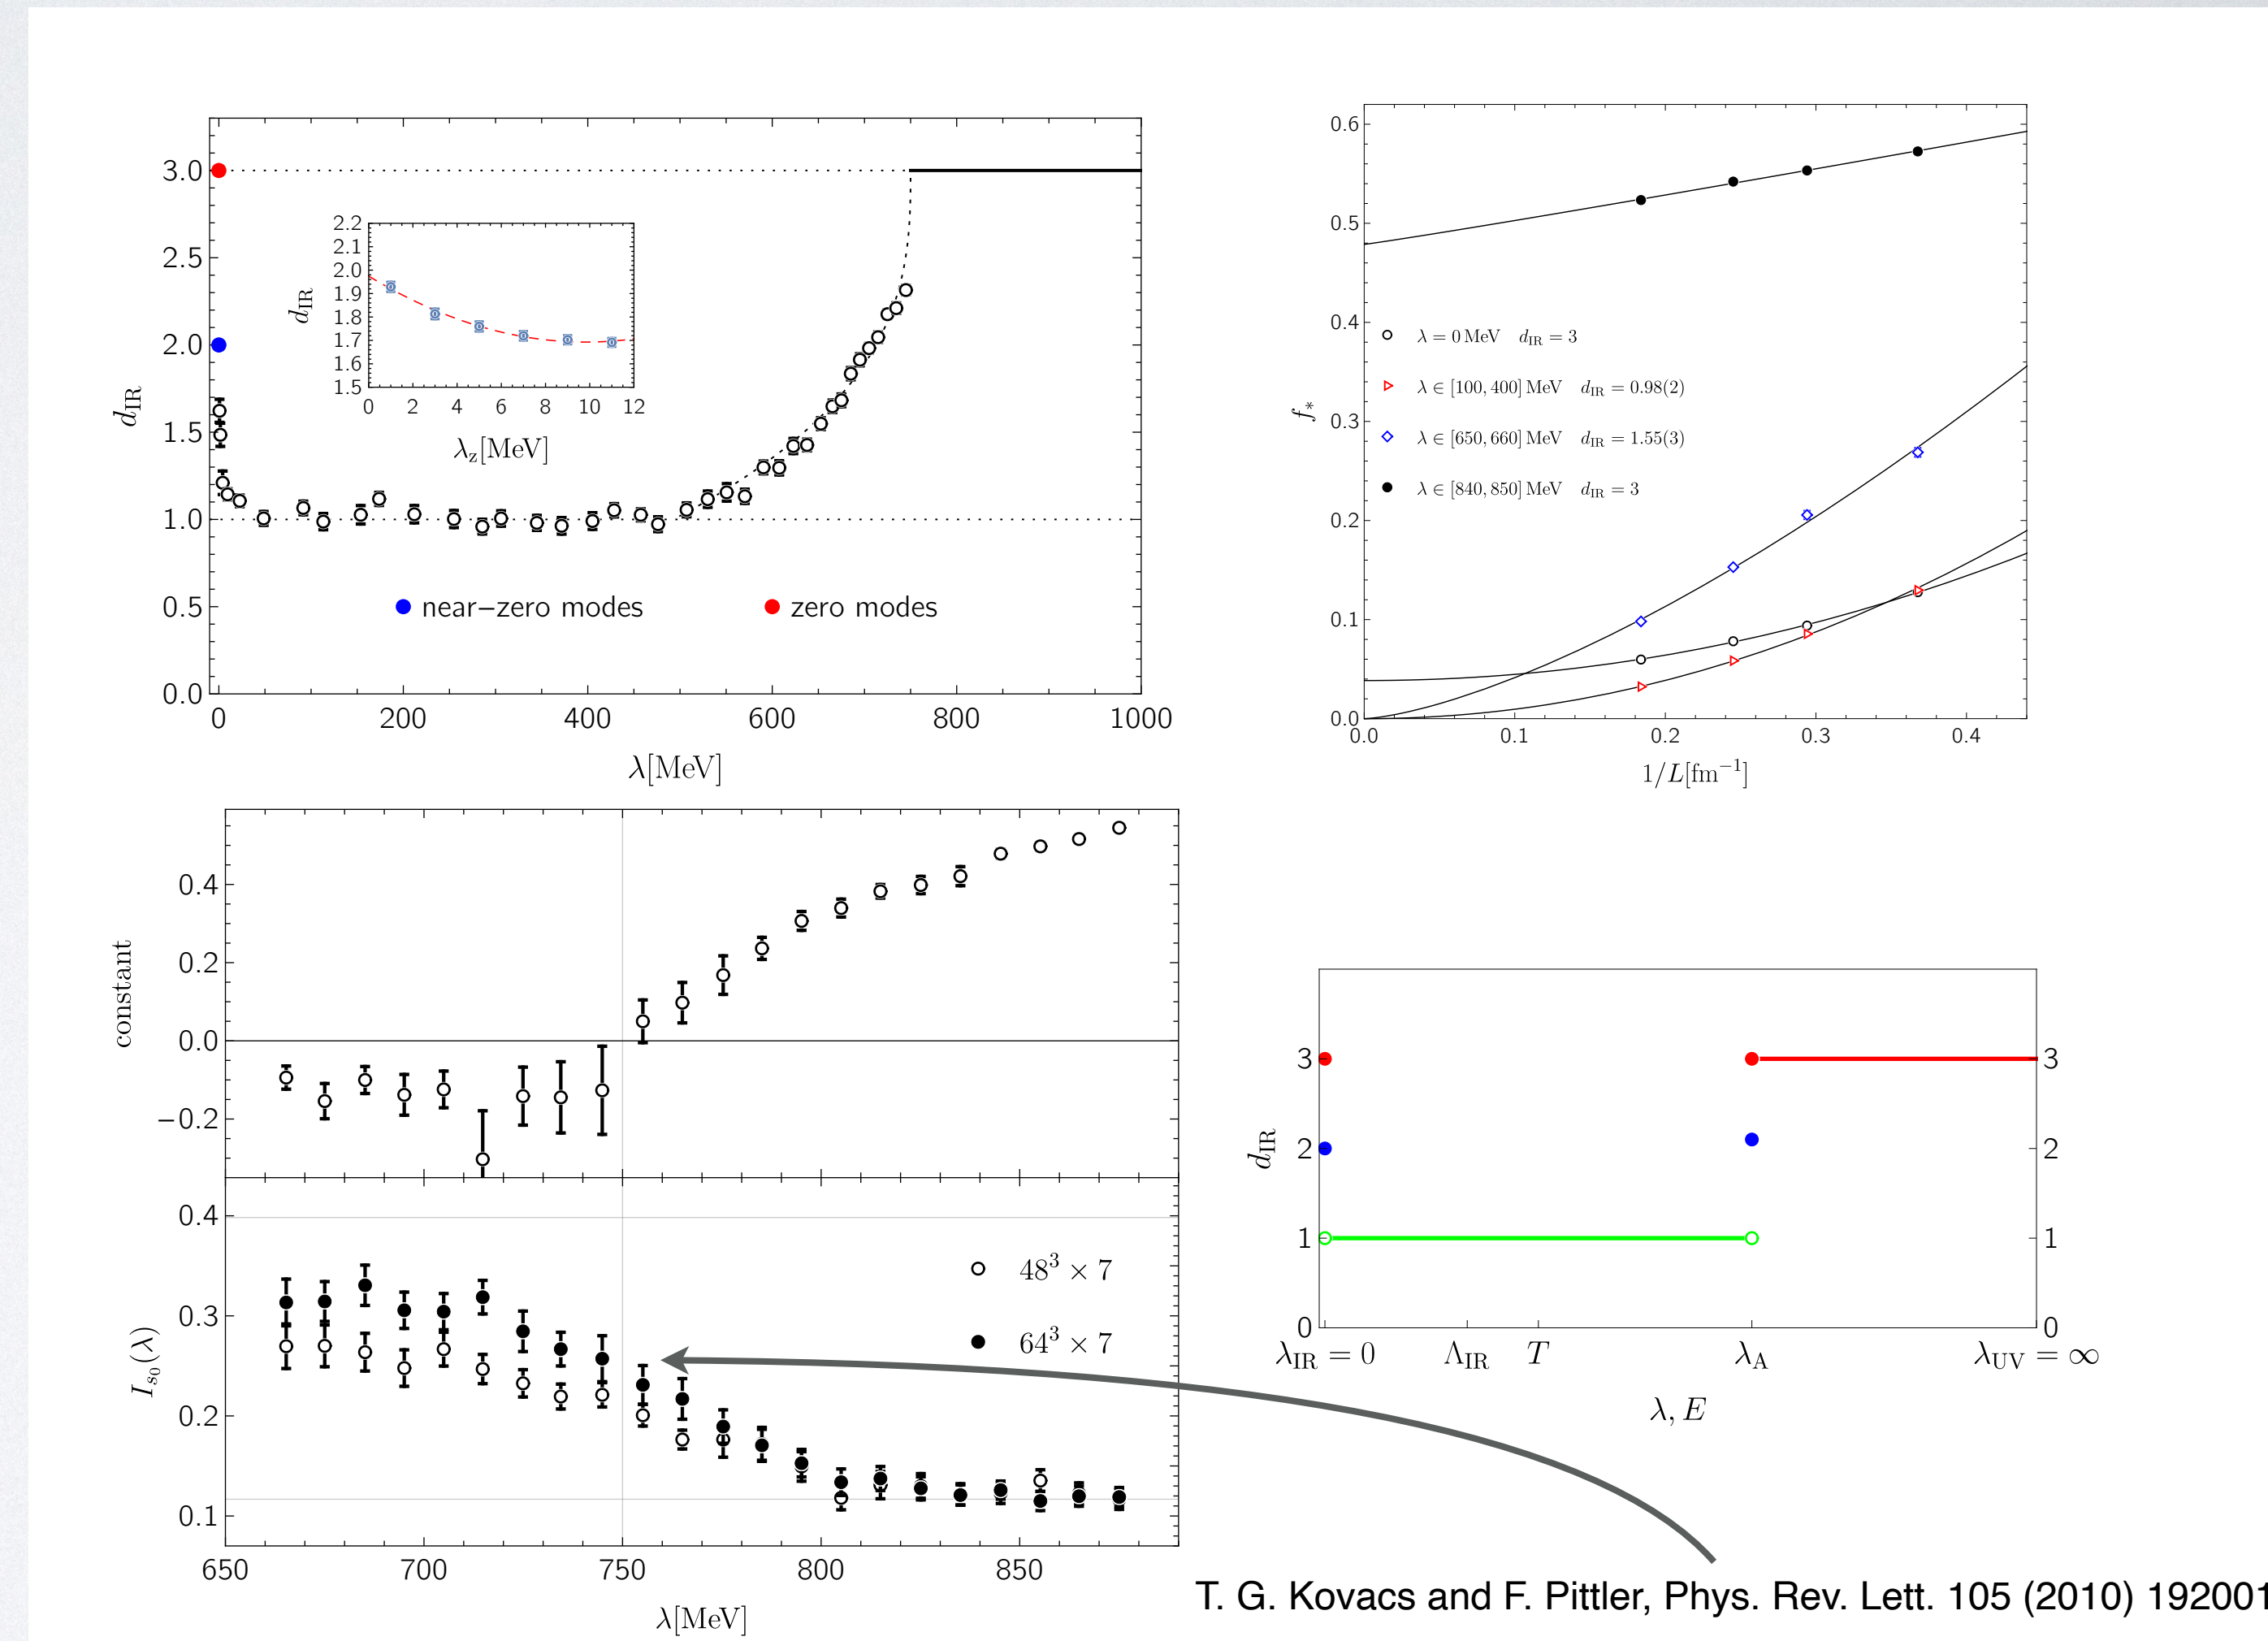 3.0
2.5
2.0
1.5
1.0
0.5
0.0
d_IR
0 200 400 600 800 1000
λ[MeV]
2.2
2.1
2.0
1.9
1.8
1.7
1.6
1.5
d_IR
0 2 4 6 8 10 12
λ_z[MeV]
near–zero modes
zero modes
0.6
0.5
0.4
0.3
0.2
0.1
0.0
f_*
λ = 0 MeV d_IR = 3
λ ∈ [100, 400] MeV d_IR = 0.98(2)
λ ∈ [650, 660] MeV d_IR = 1.55(3)
λ ∈ [840, 850] MeV d_IR = 3
0.0 0.1 0.2 0.3 0.4
1/L[fm⁻¹]
0.4
0.2
0.0
−0.2
constant
0.4
0.3
0.2
0.1
I_{s_0}(λ)
48³ × 7
64³ × 7
650 700 750 800 850
λ[MeV]
3 3
2 2
1 1
0 0
d_IR
λ_IR = 0 Λ_IR T λ_A λ_UV = ∞
λ, E
T. G. Kovacs and F. Pittler, Phys. Rev. Lett. 105 (2010) 192001